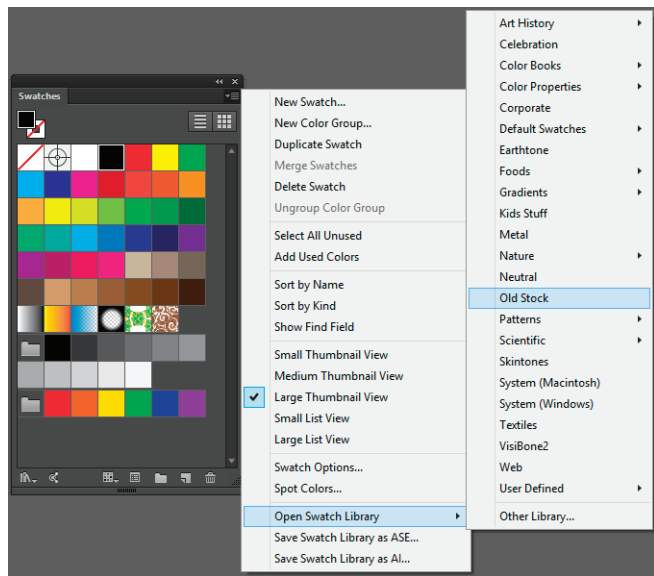 Swatches
New Swatch...
New Color Group...
Duplicate Swatch
Merge Swatches
Delete Swatch
Ungroup Color Group
Select All Unused
Add Used Colors
Sort by Name
Sort by Kind
Show Find Field
Small Thumbnail View
Medium Thumbnail View
Large Thumbnail View
Small List View
Large List View
Swatch Options...
Spot Colors...
Open Swatch Library
Save Swatch Library as ASE...
Save Swatch Library as AI...
Art History
Celebration
Color Books
Color Properties
Corporate
Default Swatches
Earthtone
Foods
Gradients
Kids Stuff
Metal
Nature
Neutral
Old Stock
Patterns
Scientific
Skintones
System (Macintosh)
System (Windows)
Textiles
VisiBone2
Web
User Defined
Other Library...